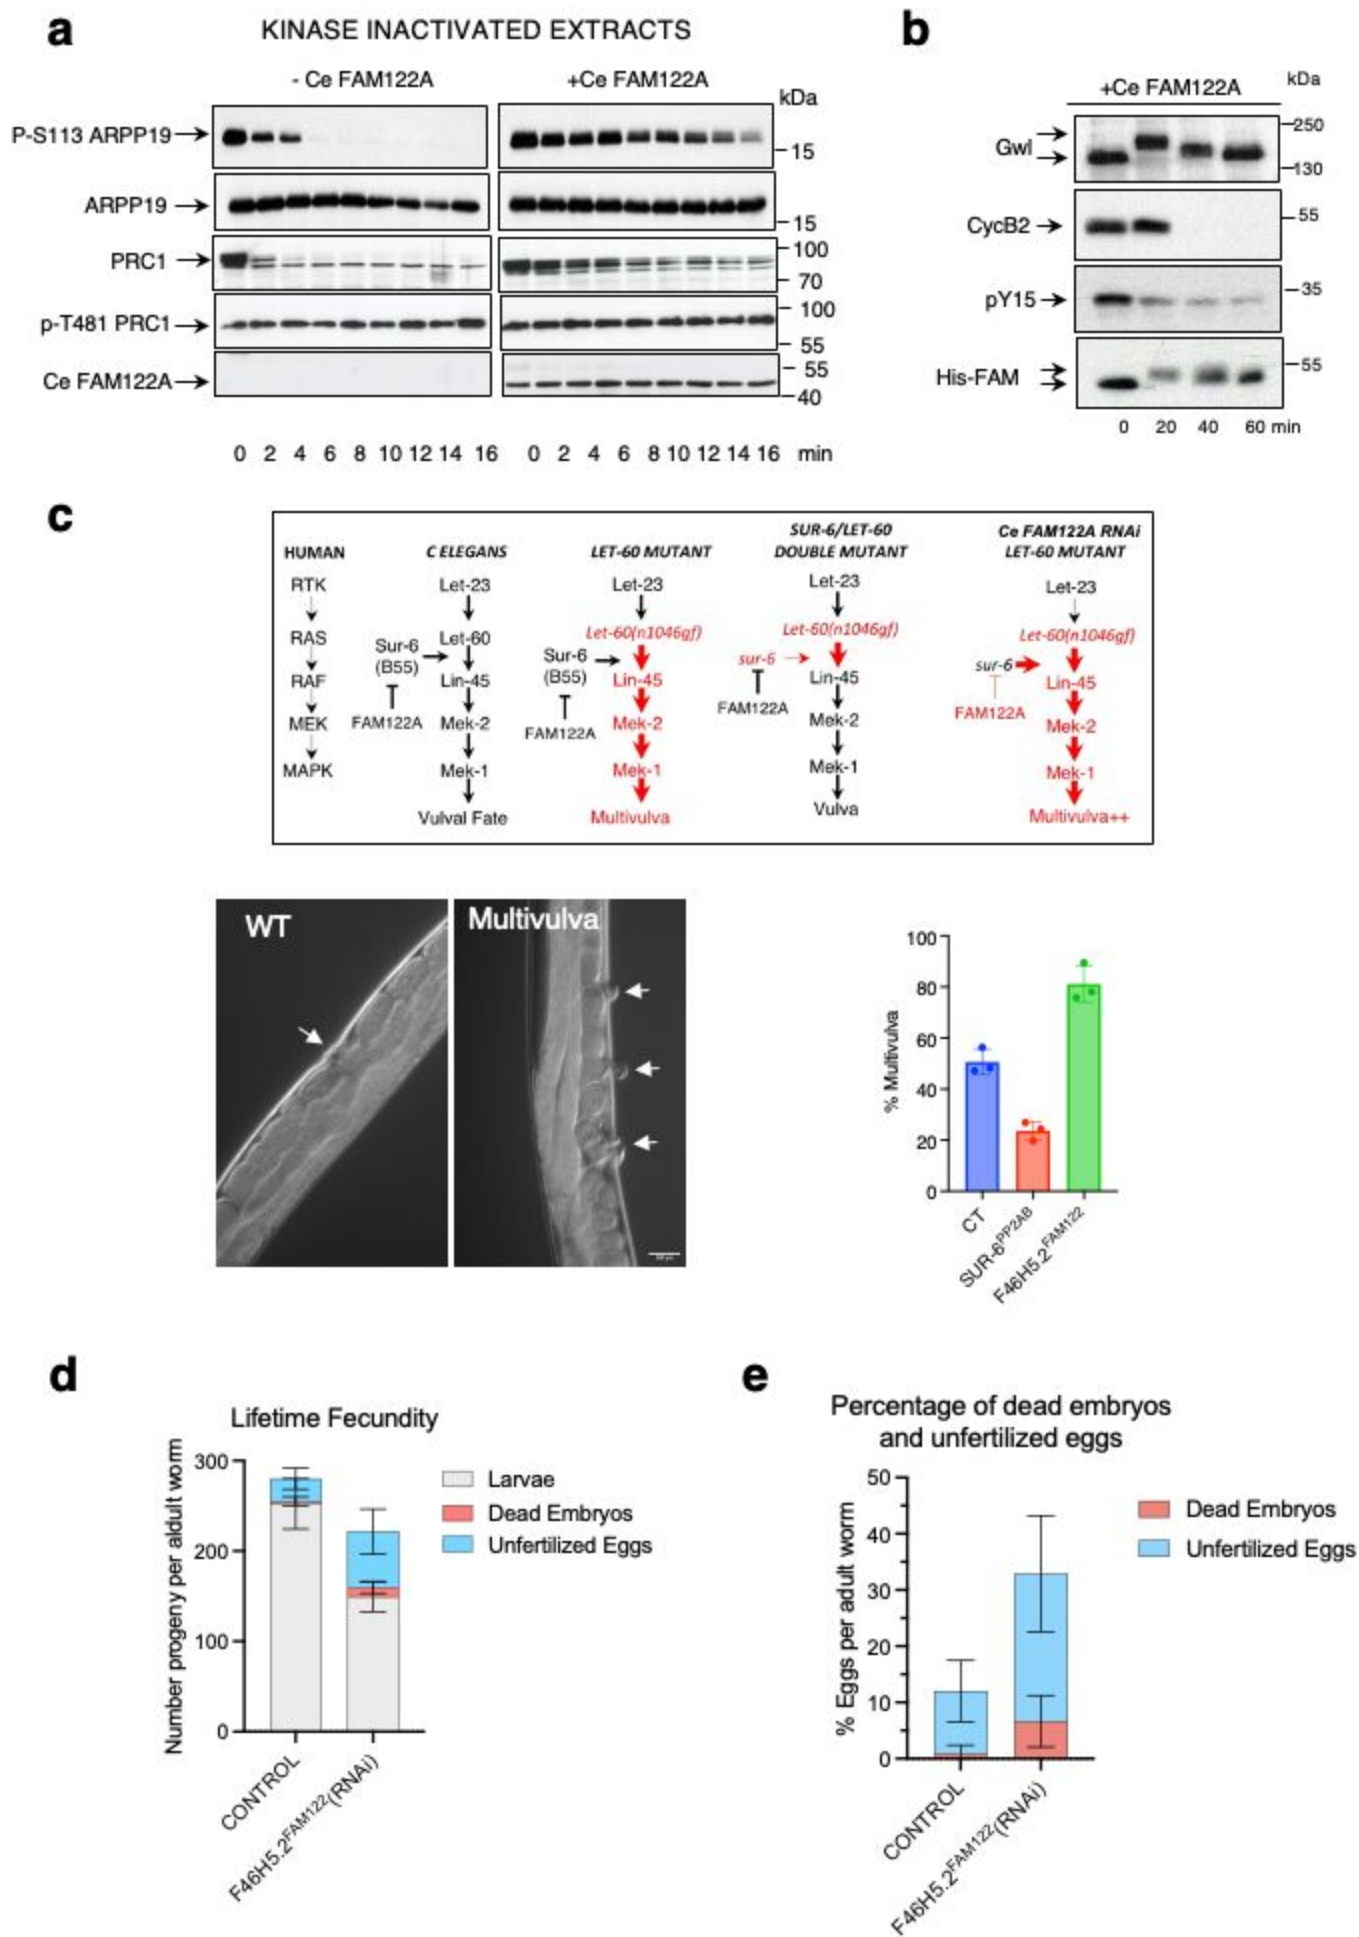 a
KINASE INACTIVATED EXTRACTS
- Ce FAM122A
+Ce FAM122A
kDa
P-S113 ARPP19
15
ARPP19
15
PRC1
100
70
p-T481 PRC1
100
55
Ce FAM122A
55
40
0 2 4 6 8 10 12 14 16
0 2 4 6 8 10 12 14 16 min
b
+Ce FAM122A
kDa
Gwl
250
130
CycB2
55
pY15
35
His-FAM
55
0 20 40 60 min
c
HUMAN
RTK
RAS
RAF
MEK
MAPK
C ELEGANS
Let-23
Let-60
Sur-6
(B55)
Lin-45
FAM122A
Mek-2
Mek-1
Vulval Fate
LET-60 MUTANT
Let-23
Let-60(n1046gf)
Sur-6
(B55)
Lin-45
FAM122A
Mek-2
Mek-1
Multivulva
SUR-6/LET-60
DOUBLE MUTANT
Let-23
Let-60(n1046gf)
sur-6
Lin-45
FAM122A
Mek-2
Mek-1
Vulva
Ce FAM122A RNAi
LET-60 MUTANT
Let-23
Let-60(n1046gf)
sur-6
Lin-45
FAM122A
Mek-2
Mek-1
Multivulva++
WT
Multivulva
% Multivulva
100
80
60
40
20
0
CT
SUR-6PP2AB
F46H5.2FAM122
d
Lifetime Fecundity
Number progeny per aldult worm
300
200
100
0
Larvae
Dead Embryos
Unfertilized Eggs
CONTROL
F46H5.2FAM122(RNAi)
e
Percentage of dead embryos
and unfertilized eggs
% Eggs per adult worm
50
40
30
20
10
0
Dead Embryos
Unfertilized Eggs
CONTROL
F46H5.2FAM122(RNAi)